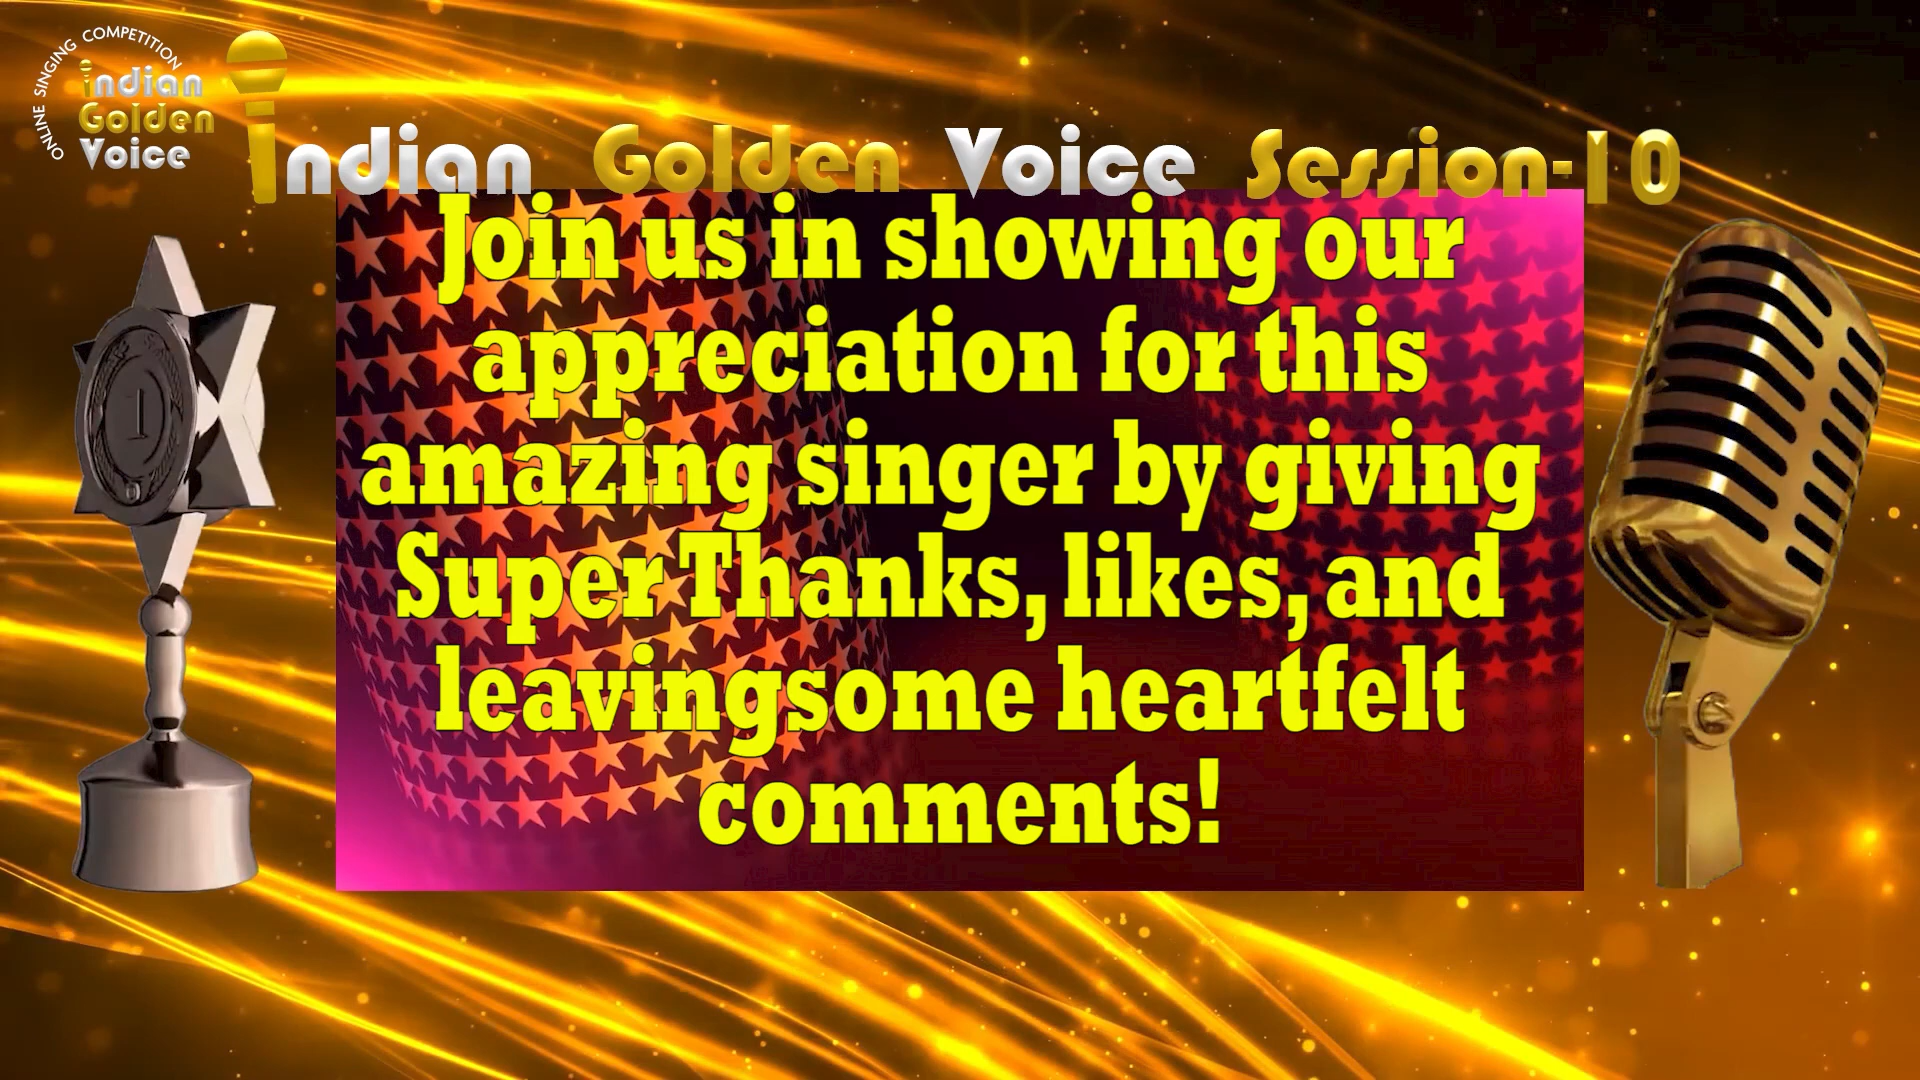 ONLINE SINGING COMPETITION
indian
Golden
Voice
indian Golden Voice Session-10
Join us in showing our
appreciation for this
amazing singer by giving
Super Thanks, likes, and
leavingsome heartfelt
comments!
1